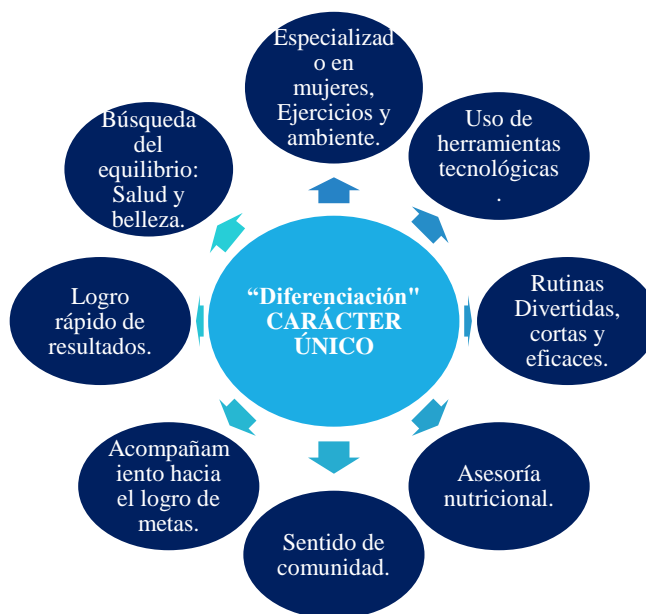 Especializad
o en
mujeres,
Ejercicios y
ambiente.
Uso de
herramientas
tecnológicas
.
Rutinas
Divertidas,
cortas y
eficaces.
Asesoría
nutricional.
Sentido de
comunidad.
Acompañam
iento hacia
el logro de
metas.
Logro
rápido de
resultados.
Búsqueda
del
equilibrio:
Salud y
belleza.
“Diferenciación"
CARÁCTER
ÚNICO